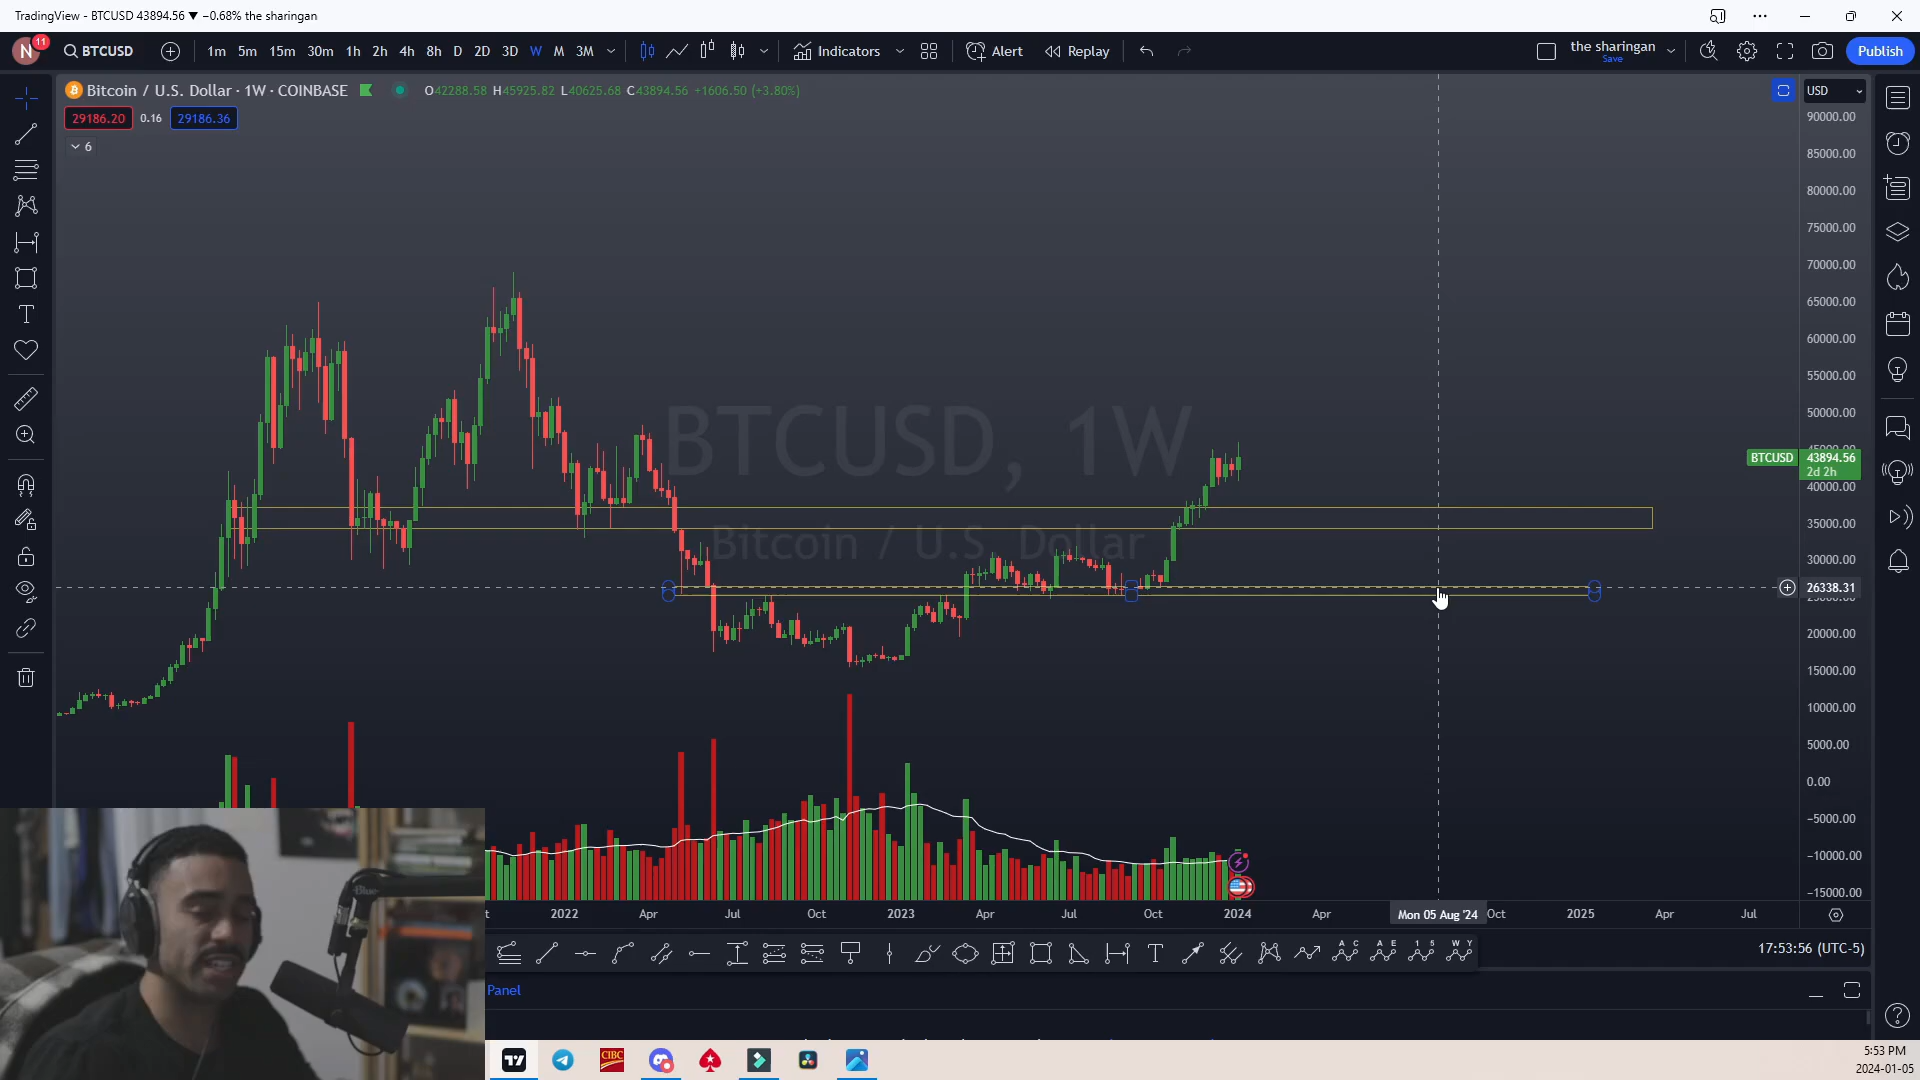 TradingView - BTCUSD 43894.56 ▼ −0.68% the sharingan
N 11 BTCUSD 1m 5m 15m 30m 1h 2h 4h 8h D 2D 3D W M 3M Indicators Alert Replay the sharingan Save Publish
Bitcoin / U.S. Dollar · 1W · COINBASE O42288.58 H45925.82 L40625.68 C43894.56 +1606.50 (+3.80%) USD
29186.20 0.16 29186.36
6
90000.00
85000.00
80000.00
75000.00
70000.00
65000.00
60000.00
55000.00
50000.00
BTCUSD, 1W
BTCUSD 43894.56
2d 2h
40000.00
35000.00
Bitcoin / U.S. Dollar
30000.00
26338.31
20000.00
15000.00
10000.00
5000.00
0.00
−5000.00
−10000.00
−15000.00
2022 Apr Jul Oct 2023 Apr Jul Oct 2024 Apr Mon 05 Aug '24 Oct 2025 Apr Jul
A C A E 1 5 W Y 17:53:56 (UTC-5)
Blue
Panel
CIBC
5:53 PM
2024-01-05